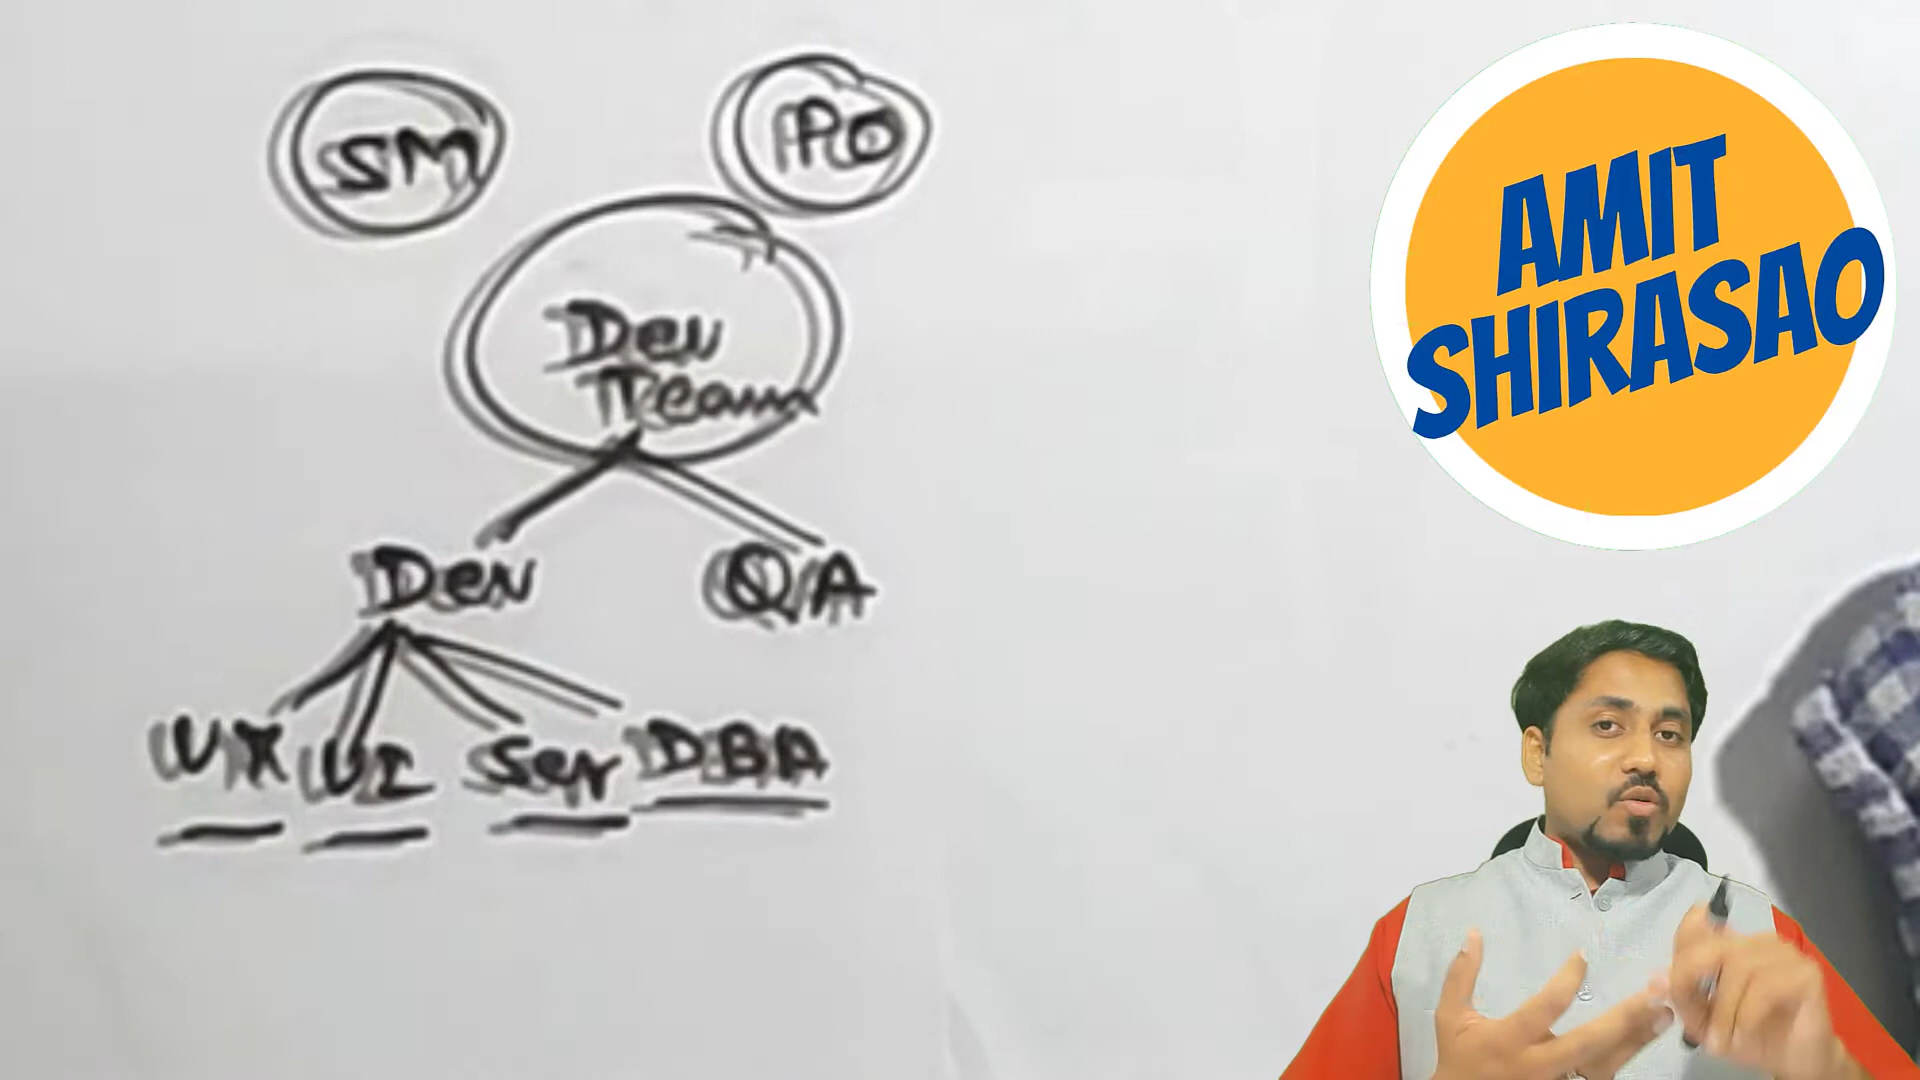 SM
PO
Dev
Team
Dev
QA
UX UI Ser DBA
AMIT
SHIRASAO